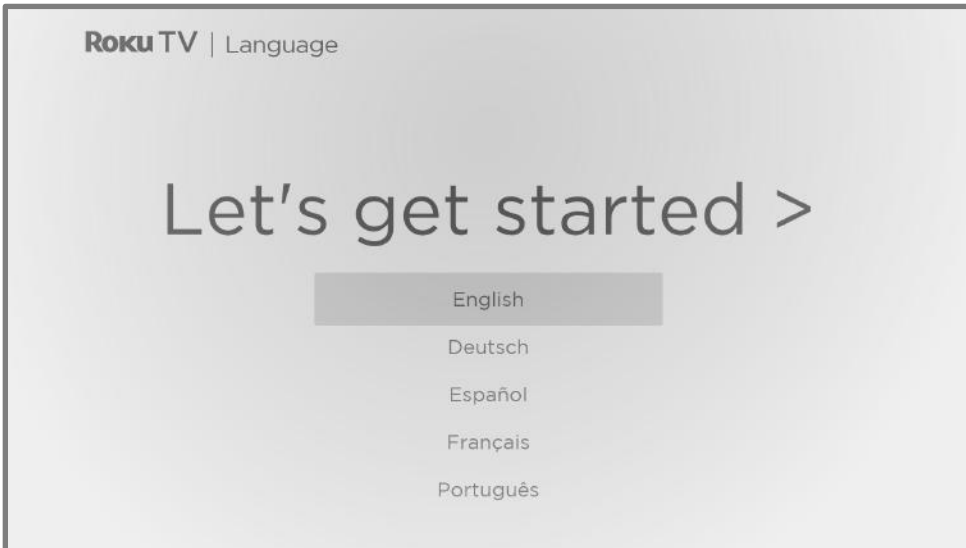 Roku TV | Language
Let's get started >
English
Deutsch
Español
Français
Português